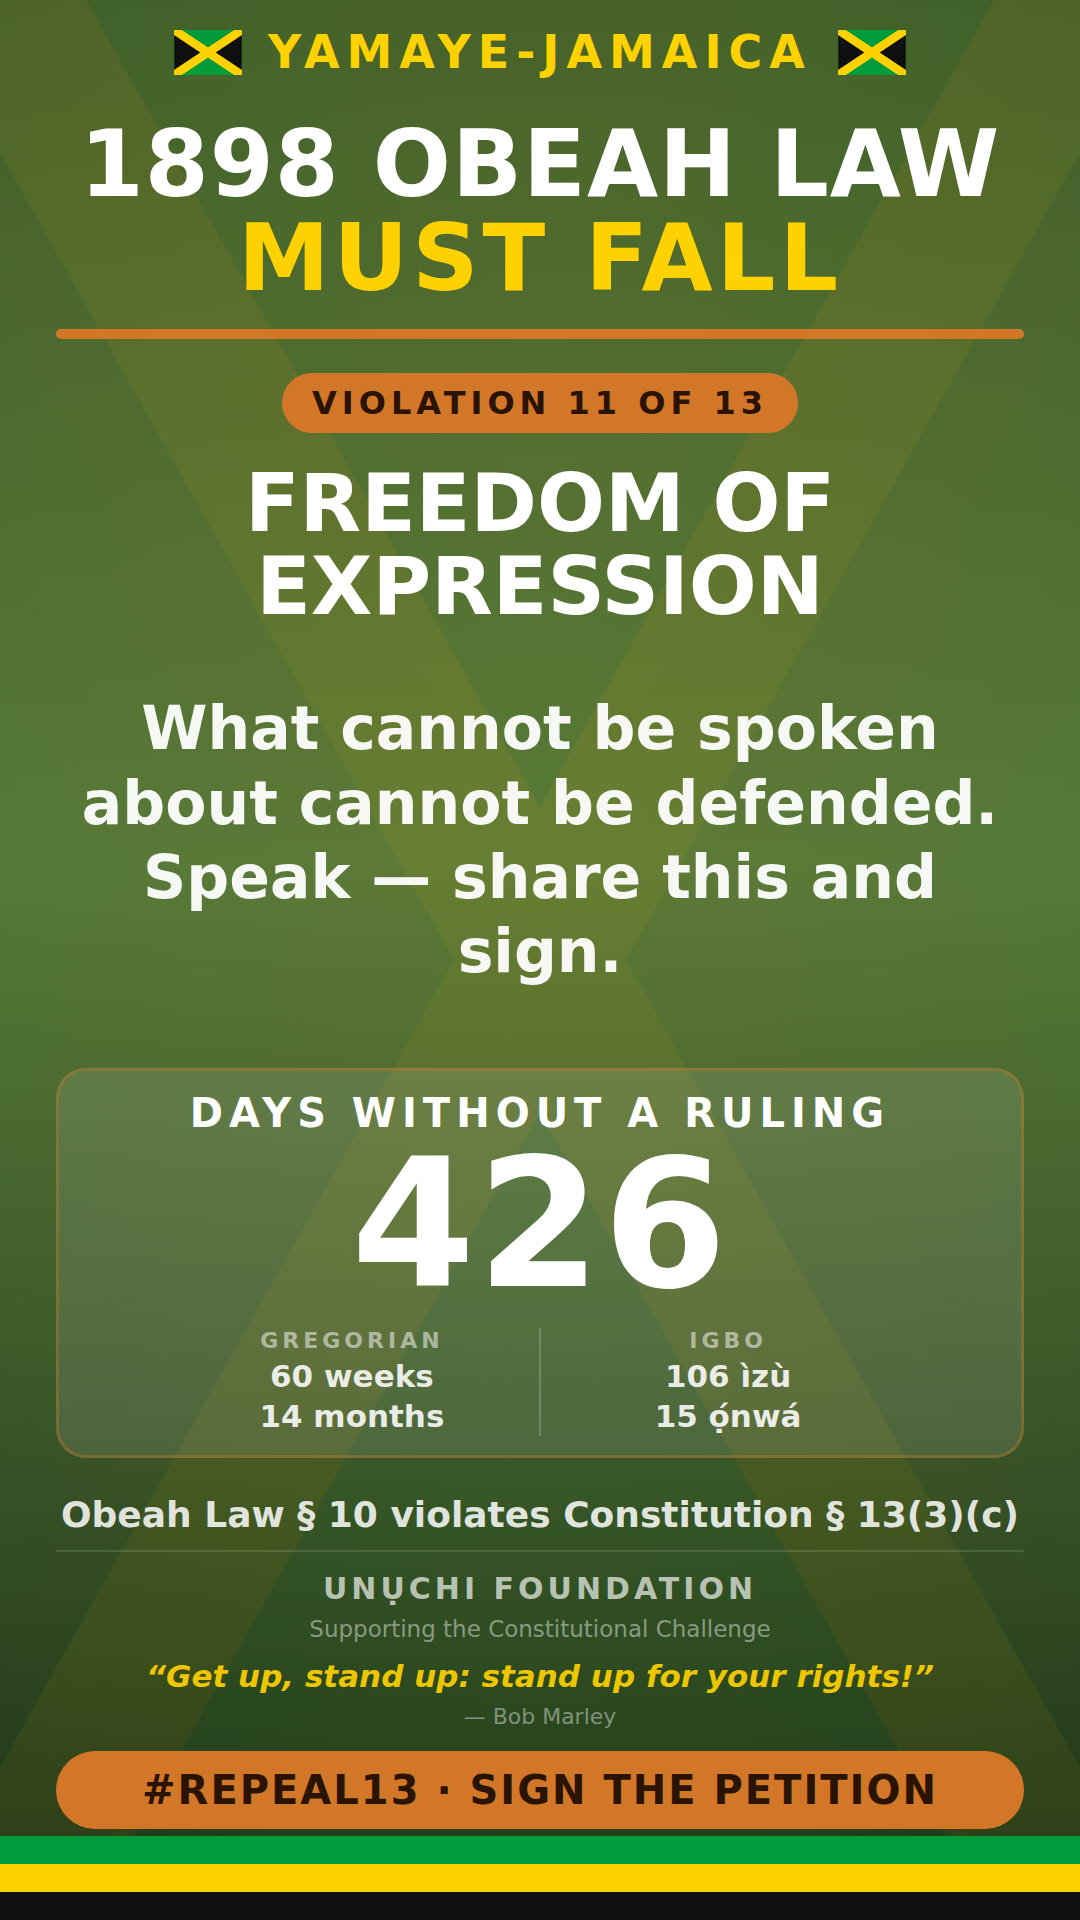 YAMAYE-JAMAICA
1898 OBEAH LAW
MUST FALL
VIOLATION 11 OF 13
FREEDOM OF
EXPRESSION
What cannot be spoken
about cannot be defended.
Speak — share this and
sign.
DAYS WITHOUT A RULING
426
GREGORIAN
60 weeks
14 months
IGBO
106 ìzù
15 ọ́nwá
Obeah Law § 10 violates Constitution § 13(3)(c)
UNỤCHI FOUNDATION
Supporting the Constitutional Challenge
“Get up, stand up: stand up for your rights!”
— Bob Marley
#REPEAL13 · SIGN THE PETITION